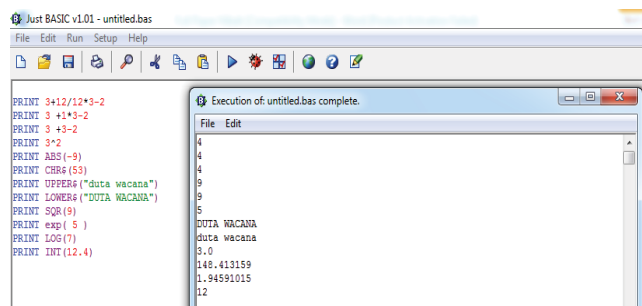 Just BASIC v1.01 - untitled.bas
File Edit Run Setup Help
PRINT 3+12/12*3-2
PRINT 3 +1*3-2
PRINT 3 +3-2
PRINT 3^2
PRINT ABS(-9)
PRINT CHR$(53)
PRINT UPPER$("duta wacana")
PRINT LOWER$("DUTA WACANA")
PRINT SQR(9)
PRINT exp( 5 )
PRINT LOG(7)
PRINT INT(12.4)
Execution of: untitled.bas complete.
File Edit
4
4
4
9
9
5
DUTA WACANA
duta wacana
3.0
148.413159
1.94591015
12